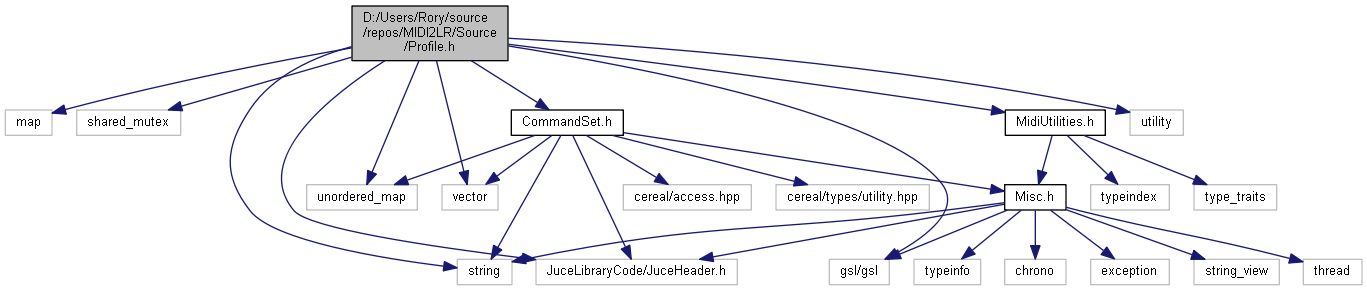 D:/Users/Rory/source
/repos/MIDI2LR/Source
/Profile.h
map
shared_mutex
CommandSet.h
MidiUtilities.h
utility
unordered_map
vector
cereal/access.hpp
cereal/types/utility.hpp
Misc.h
typeindex
type_traits
string
JuceLibraryCode/JuceHeader.h
gsl/gsl
typeinfo
chrono
exception
string_view
thread